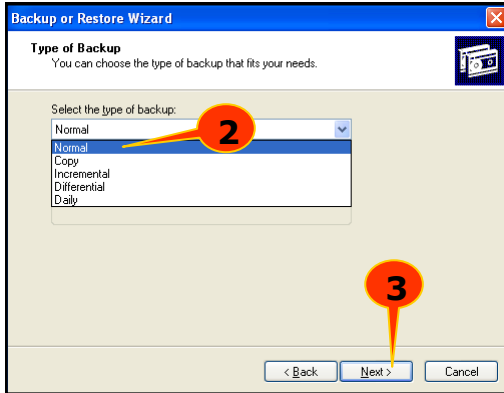 Backup or Restore Wizard
Type of Backup
You can choose the type of backup that fits your needs.
Select the type of backup:
Normal
2
Normal
Copy
Incremental
Differential
Daily
3
< Back
Next >
Cancel